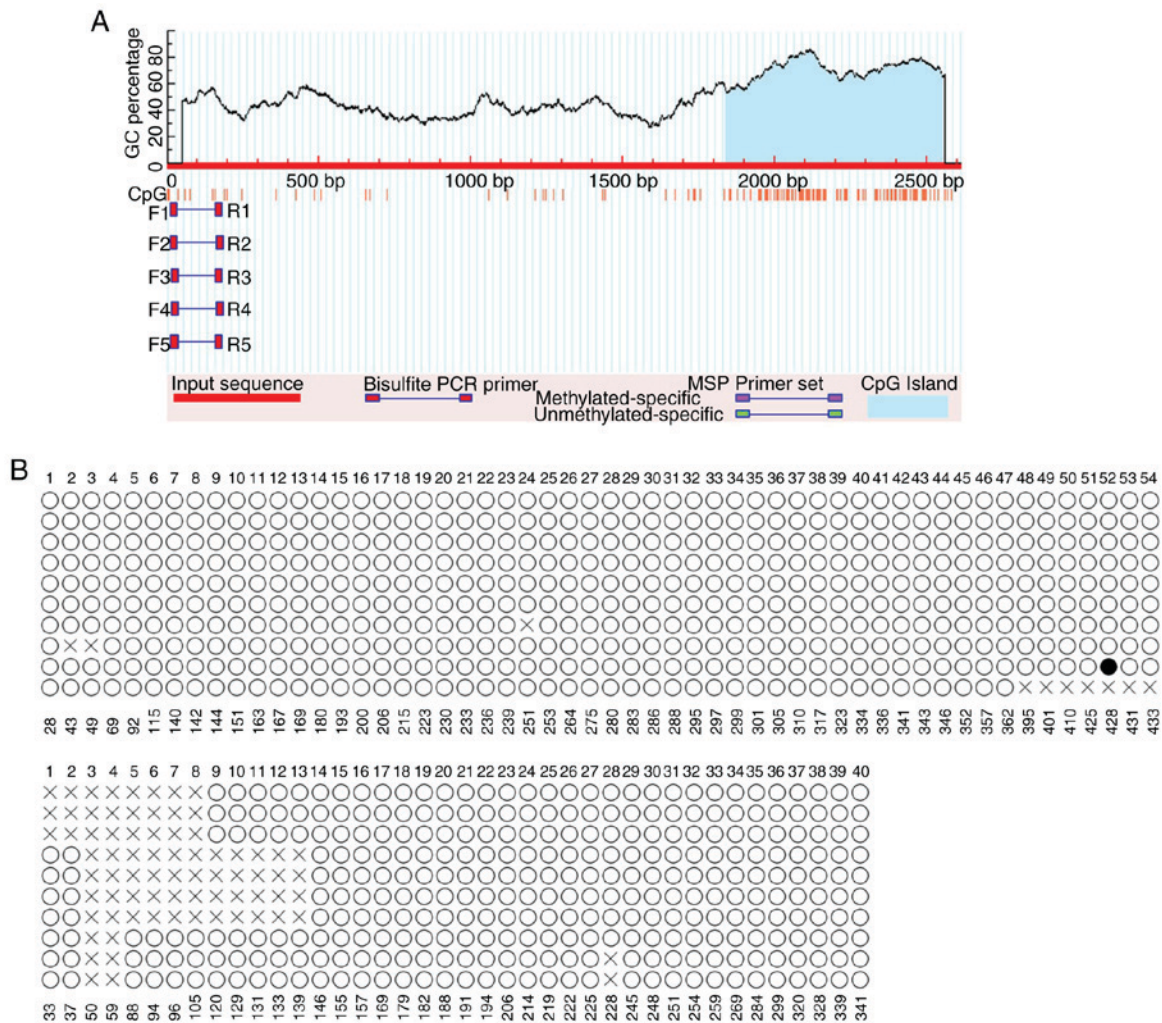 A
GC percentage
80
60
40
20
0
0 500 bp 1000 bp 1500 bp 2000 bp 2500 bp
CpG
F1 R1
F2 R2
F3 R3
F4 R4
F5 R5
Input sequence Bisulfite PCR primer MSP Primer set CpG Island
Methylated-specific
Unmethylated-specific
B
1 2 3 4 5 6 7 8 9 10 11 12 13 14 15 16 17 18 19 20 21 22 23 24 25 26 27 28 29 30 31 32 33 34 35 36 37 38 39 40 41 42 43 44 45 46 47 48 49 50 51 52 53 54
28 43 49 69 92 115 140 142 144 151 163 167 169 180 193 200 206 215 223 230 233 236 239 251 253 264 275 280 283 286 288 295 297 299 301 305 310 317 323 334 336 341 343 346 352 357 362 395 401 410 422 428 431 433
1 2 3 4 5 6 7 8 9 10 11 12 13 14 15 16 17 18 19 20 21 22 23 24 25 26 27 28 29 30 31 32 33 34 35 36 37 38 39 40
33 37 50 59 88 94 96 105 120 129 131 133 139 146 155 157 169 179 182 188 191 194 206 214 219 222 225 228 245 248 251 254 259 269 284 299 320 328 339 341